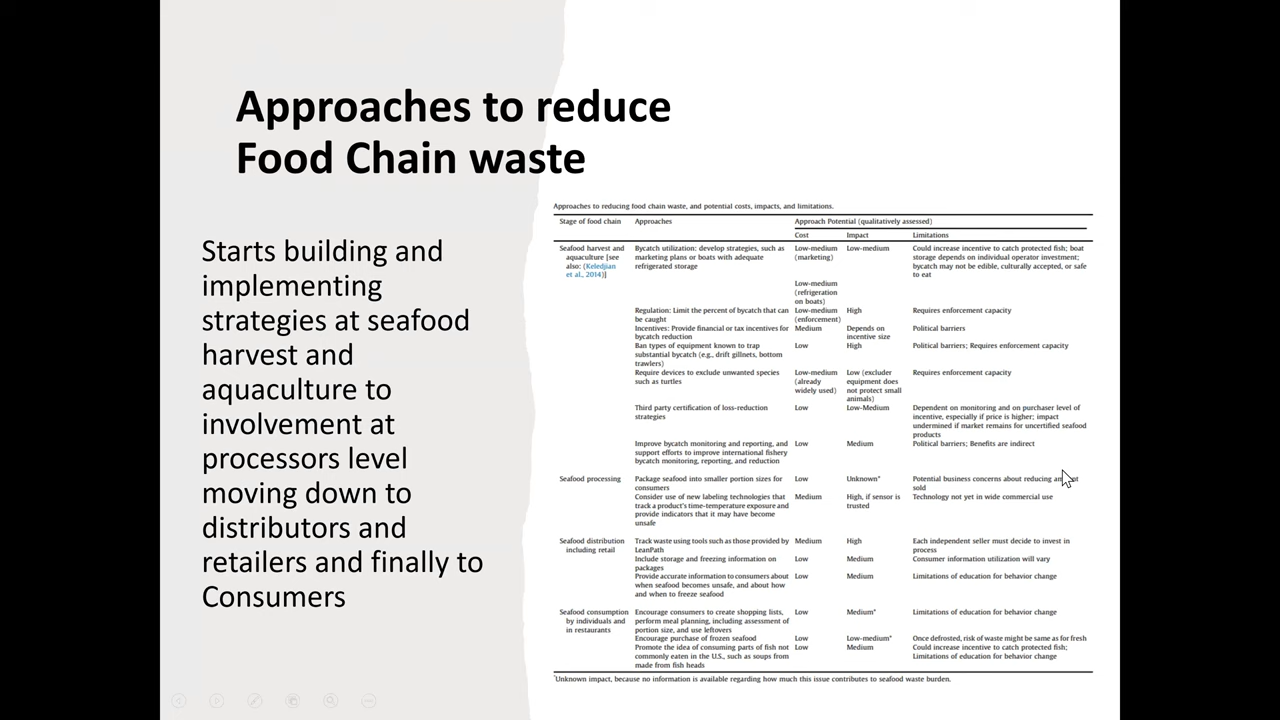 Approaches to reduce
Food Chain waste
Starts building and
implementing
strategies at seafood
harvest and
aquaculture to
involvement at
processors level
moving down to
distributors and
retailers and finally to
Consumers
Approaches to reducing food chain waste, and potential costs, impacts, and limitations.
Stage of food chain Approaches Approach Potential (qualitatively assessed)
Cost Impact Limitations
Seafood harvest and Bycatch utilization: develop strategies, such as Low-medium Low-medium Could increase incentive to catch protected fish; boat
aquaculture [see marketing plans or boats with adequate (marketing) storage depends on individual operator investment;
also: (Keledjian refrigerated storage bycatch may not be edible, culturally accepted, or safe
et al., 2014)] to eat
Low-medium
(refrigeration
on boats)
Regulation: Limit the percent of bycatch that can Low-medium High Requires enforcement capacity
be caught (enforcement)
Incentives: Provide financial or tax incentives for Medium Depends on Political barriers
bycatch reduction incentive size
Ban types of equipment known to trap Low High Political barriers; Requires enforcement capacity
substantial bycatch (e.g., drift gillnets, bottom
trawlers)
Require devices to exclude unwanted species Low-medium Low (excluder Requires enforcement capacity
such as turtles (already equipment does
widely used) not protect small
animals)
Third party certification of loss-reduction Low Low-Medium Dependent on monitoring and on purchaser level of
strategies incentive, especially if price is higher; impact
undermined if market remains for uncertified seafood
products
Improve bycatch monitoring and reporting, and Low Medium Political barriers; Benefits are indirect
support efforts to improve international fishery
bycatch monitoring, reporting, and reduction
Seafood processing Package seafood into smaller portion sizes for Low Unknown* Potential business concerns about reducing
consumers sold
Consider use of new labeling technologies that Medium High, if sensor is Technology not yet in wide commercial use
track a product's time-temperature exposure and trusted
provide indicators that it may have become
unsafe
Seafood distribution Track waste using tools such as those provided by Medium High Each independent seller must decide to invest in
including retail LeanPath process
Include storage and freezing information on Low Medium Consumer information utilization will vary
packages
Provide accurate information to consumers about Low Medium Limitations of education for behavior change
when seafood becomes unsafe, and about how
and when to freeze seafood
Seafood consumption Encourage consumers to create shopping lists, Low Medium* Limitations of education for behavior change
by individuals and perform meal planning, including assessment of
in restaurants portion size, and use leftovers
Encourage purchase of frozen seafood Low Low-medium* Once defrosted, risk of waste might be same as for fresh
Promote the idea of consuming parts of fish not Low Medium Could increase incentive to catch protected fish;
commonly eaten in the U.S., such as soups from Limitations of education for behavior change
made from fish heads
*Unknown impact, because no information is available regarding how much this issue contributes to seafood waste burden.